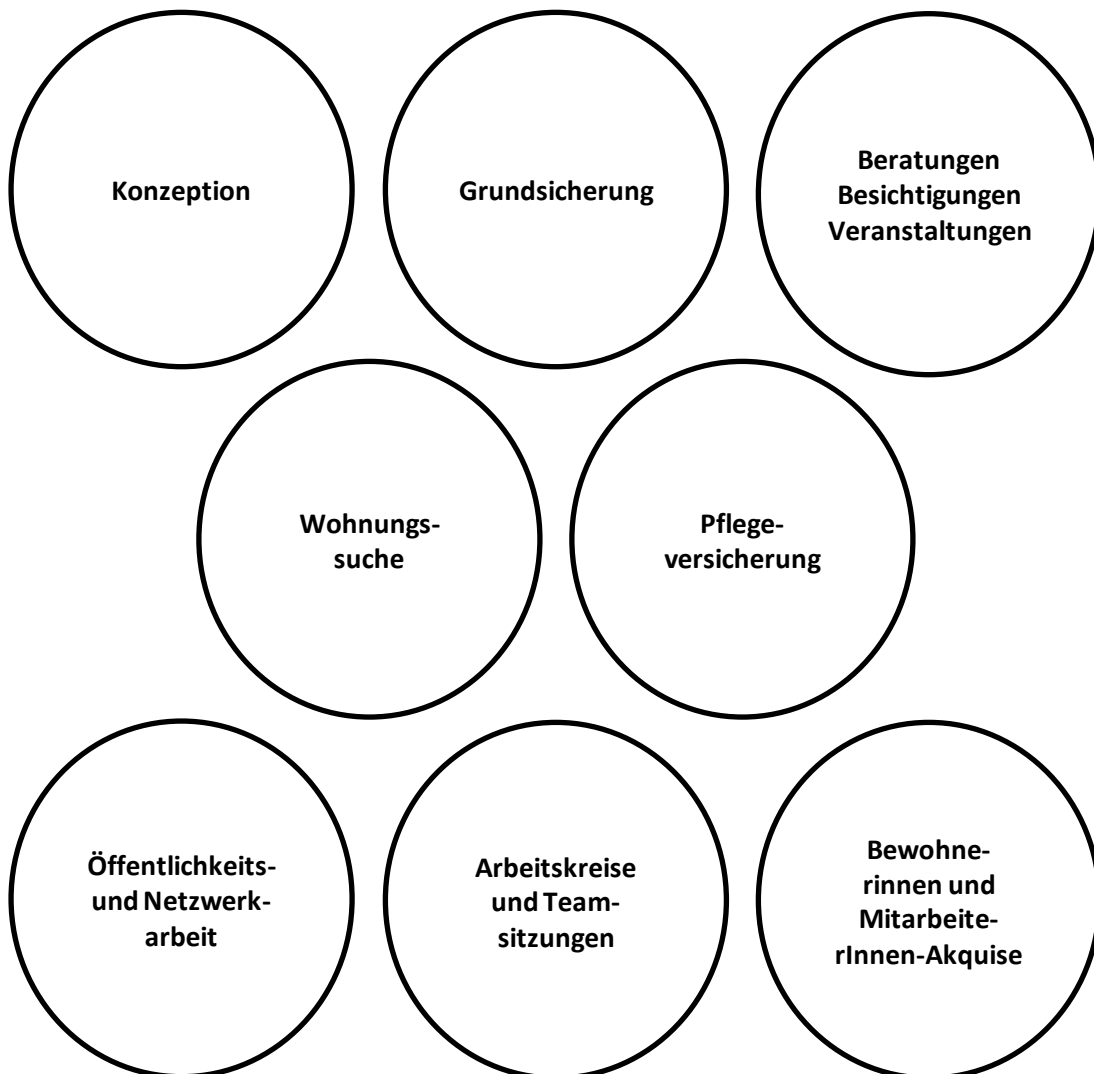 Konzeption
Grundsicherung
Beratungen
Besichtigungen
Veranstaltungen
Wohnungs-
suche
Pflege-
versicherung
Öffentlichkeits-
und Netzwerk-
arbeit
Arbeitskreise
und Team-
sitzungen
Bewohne-
rinnen und
Mitarbeite-
rInnen-Akquise